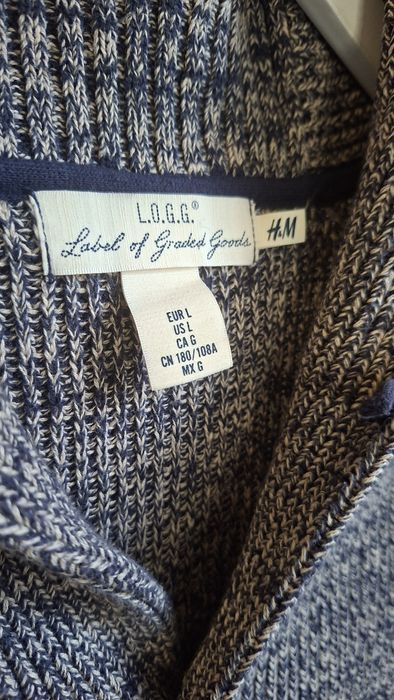 L.O.G.G.®
Label of Graded Goods
H&M
EUR L
US L
CA G
CN 180/108A
MX G